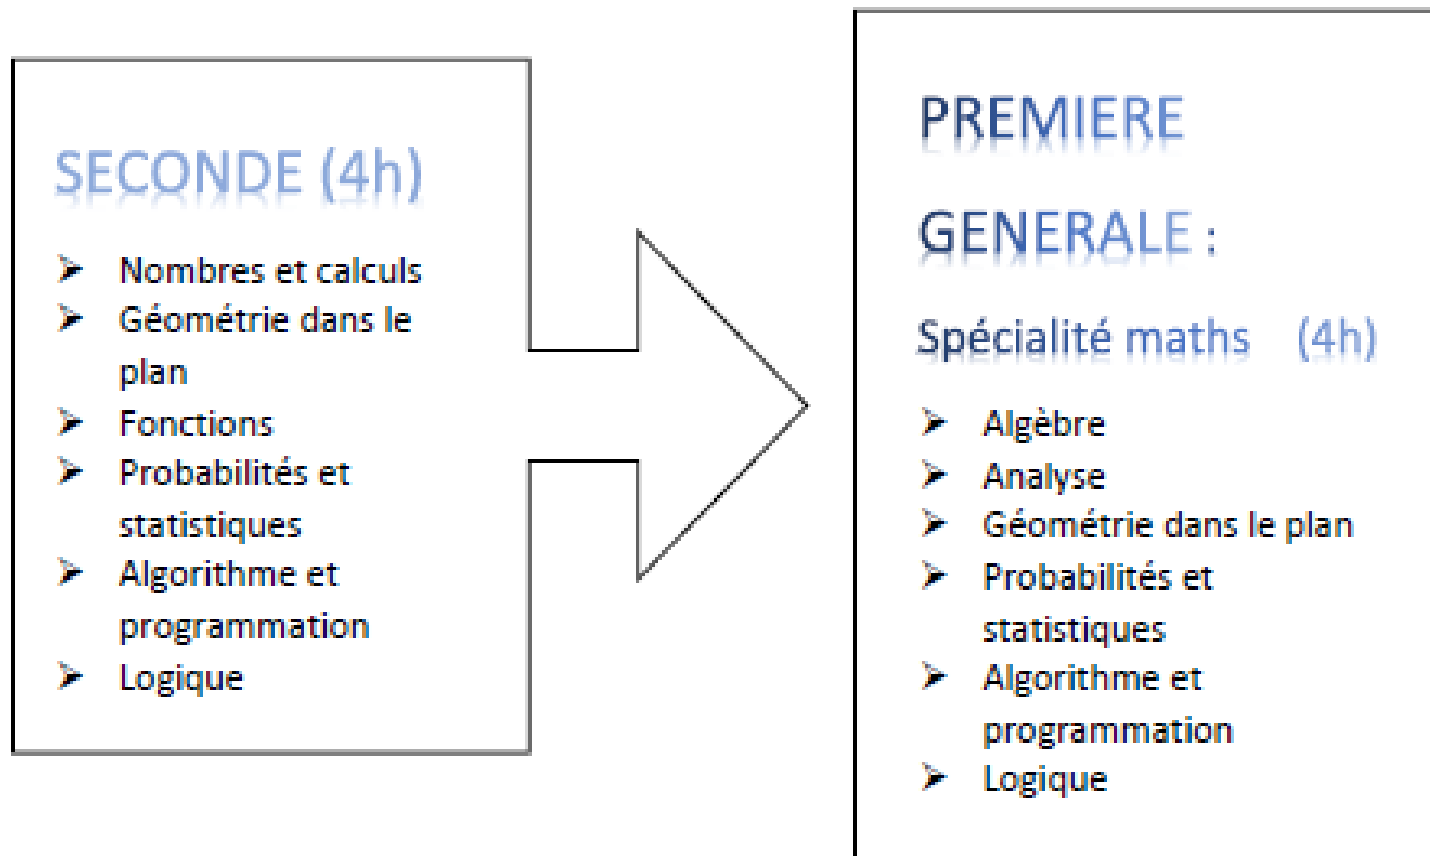 SECONDE (4h)
➤ Nombres et calculs
➤ Géométrie dans le
plan
➤ Fonctions
➤ Probabilités et
statistiques
➤ Algorithme et
programmation
➤ Logique
PREMIERE
GENERALE :
Spécialité maths (4h)
➤ Algèbre
➤ Analyse
➤ Géométrie dans le plan
➤ Probabilités et
statistiques
➤ Algorithme et
programmation
➤ Logique